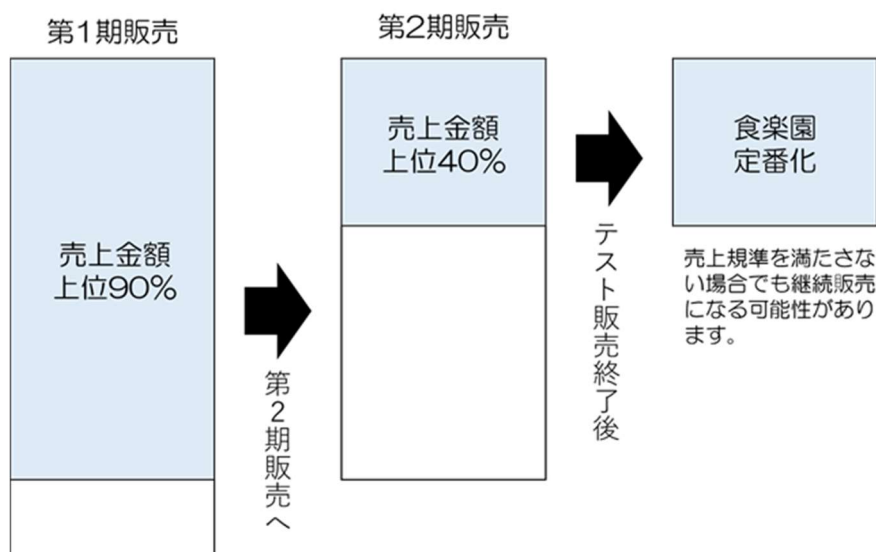 第1期販売
売上金額
上位90%
第2期販売へ
第2期販売
売上金額
上位40%
テスト販売終了後
食楽園
定番化
売上規準を満たさな
い場合でも継続販売
になる可能性があり
ます。